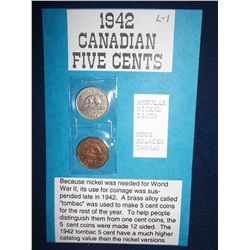 1942
L-1
CANADIAN
FIVE CENTS
REGULAR
NICKEL
ISSUE
MUCH
SCARCER
TOMBAC
Because nickel was needed for World
War II, its use for coinage was sus-
pended late in 1942. A brass alloy called
"tombac" was used to make 5 cent coins
for the rest of the year. To help people
distinguish them from one cent coins, the
5 cent coins were made 12 sided. The
1942 tombac 5 cent have a much higher
catalog value than the nickel versions.